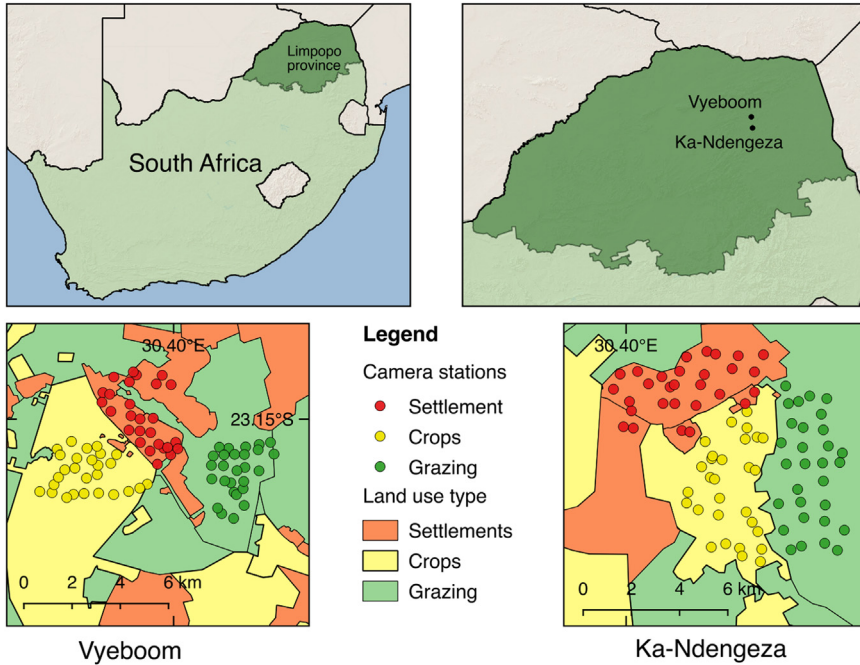 Limpopo
province
South Africa
Vyeboom
Ka-Ndengeza
30.40°E
23.15°S
0 2 4 6 km
Vyeboom
Legend
Camera stations
Settlement
Crops
Grazing
Land use type
Settlements
Crops
Grazing
30.40°E
0 2 4 6 km
Ka-Ndengeza